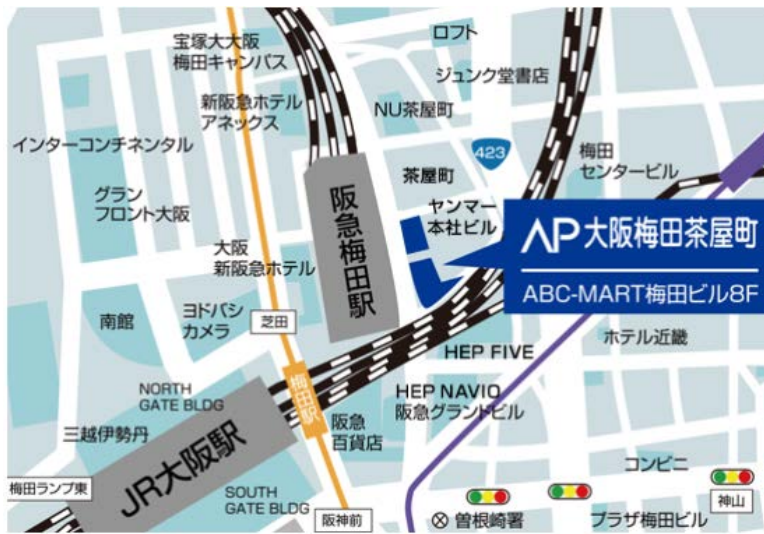 宝塚大大阪
梅田キャンパス
ロフト
ジュンク堂書店
新阪急ホテル
アネックス
NU茶屋町
インターコンチネンタル
423
梅田
センタービル
茶屋町
グラン
フロント大阪
阪急梅田駅
ヤンマー
本社ビル
AP大阪梅田茶屋町
ABC-MART梅田ビル8F
大阪
新阪急ホテル
南館
ヨドバシ
カメラ
芝田
ホテル近畿
HEP FIVE
NORTH
GATE BLDG
梅田駅
HEP NAVIO
阪急グランドビル
三越伊勢丹
阪急
百貨店
JR大阪駅
コンビニ
梅田ランプ東
SOUTH
GATE BLDG
神山
阪神前
曽根崎署
プラザ梅田ビル